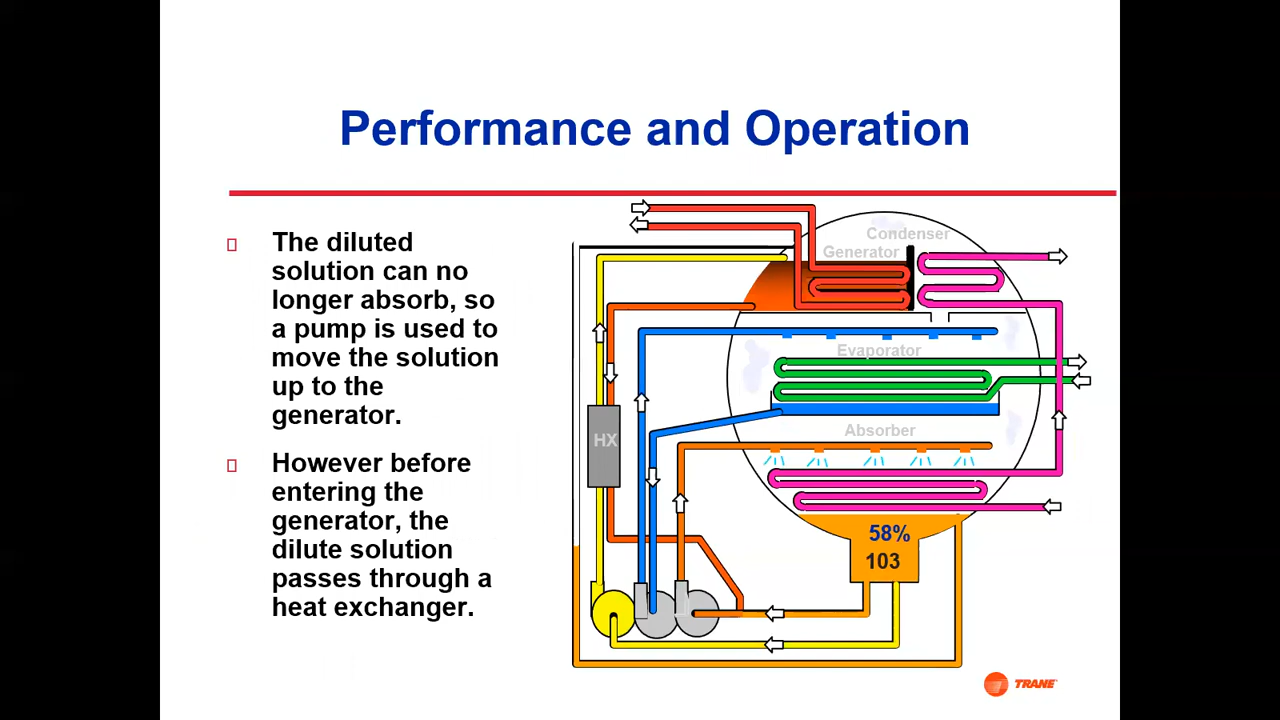 Performance and Operation
The diluted
solution can no
longer absorb, so
a pump is used to
move the solution
up to the
generator.
However before
entering the
generator, the
dilute solution
passes through a
heat exchanger.
Condenser
Generator
Evaporator
HX
Absorber
58%
103
TRANE